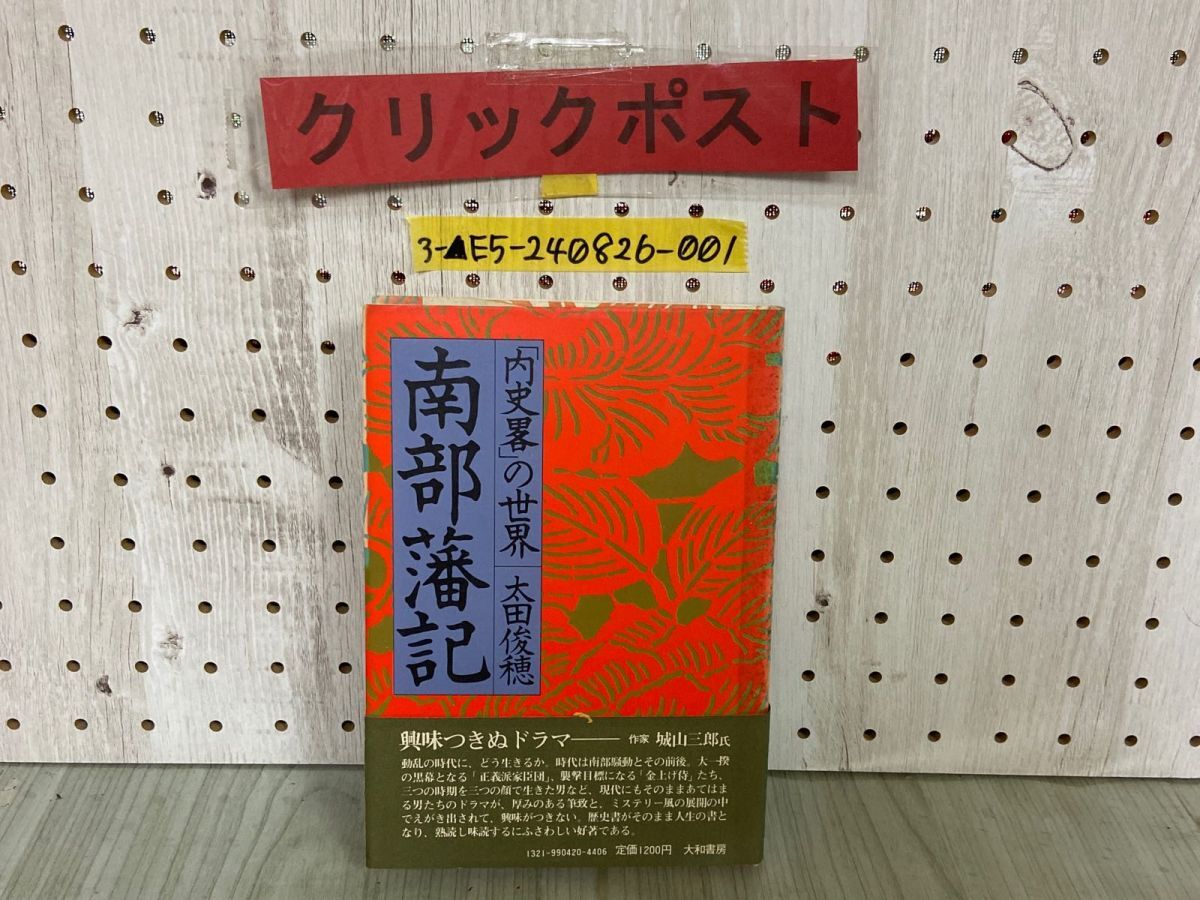 クリックポスト
3-▲E5-240826-001
「内史畧」の世界
太田俊穂
南部藩記
興味つきぬドラマ―― 作家 城山三郎氏
動乱の時代に、どう生きるか。時代は南部騒動とその前後。大一揆
の黒幕となる「正義派家臣団」、襲撃目標になる「金上げ侍」たち、
三つの時期を三つの顔で生きた男など、現代にもそのままあてはま
る男たちのドラマが、厚みのある筆致と、ミステリー風の展開の中
でえがき出されて、興味がつきない。歴史書がそのまま人生の書と
なり、熟読し味読するにふさわしい好著である。
1321-990420-4406 定価1200円 大和書房